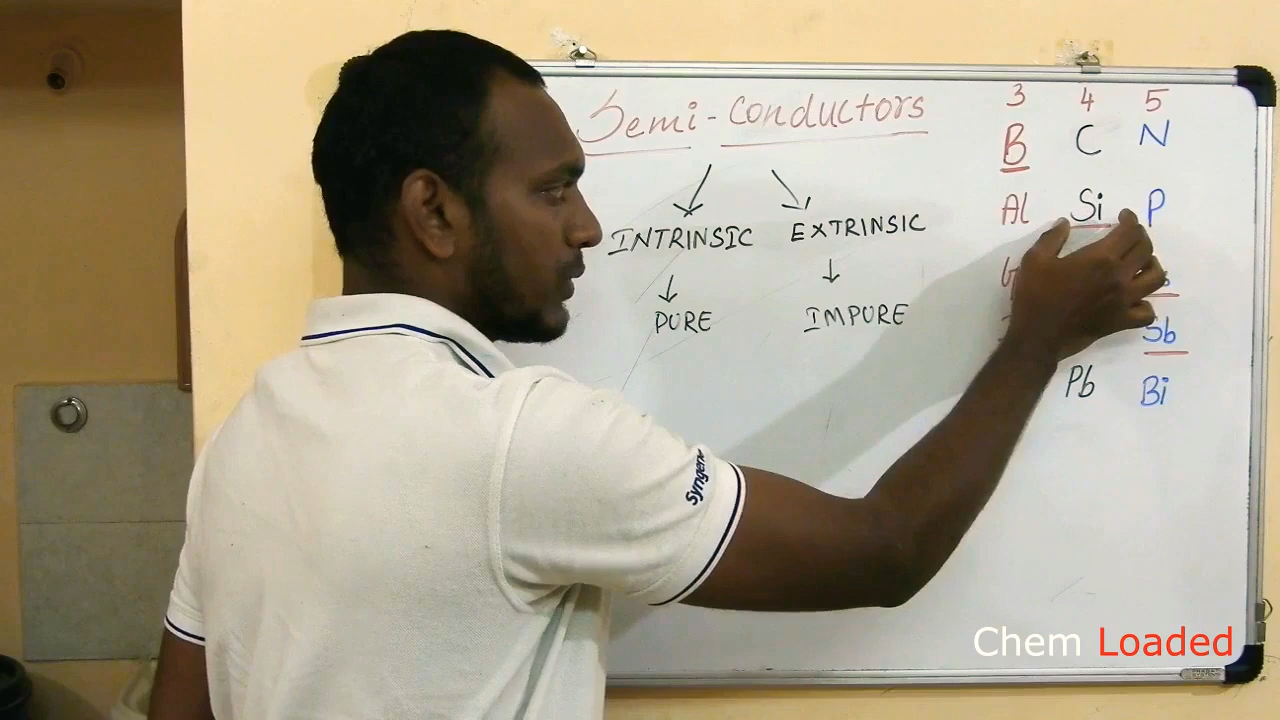 3 4 5
Semi-conductors
B C N
Al Si P
INTRINSIC EXTRINSIC
PURE IMPURE
Sb
Pb Bi
Syngene
Chem Loaded